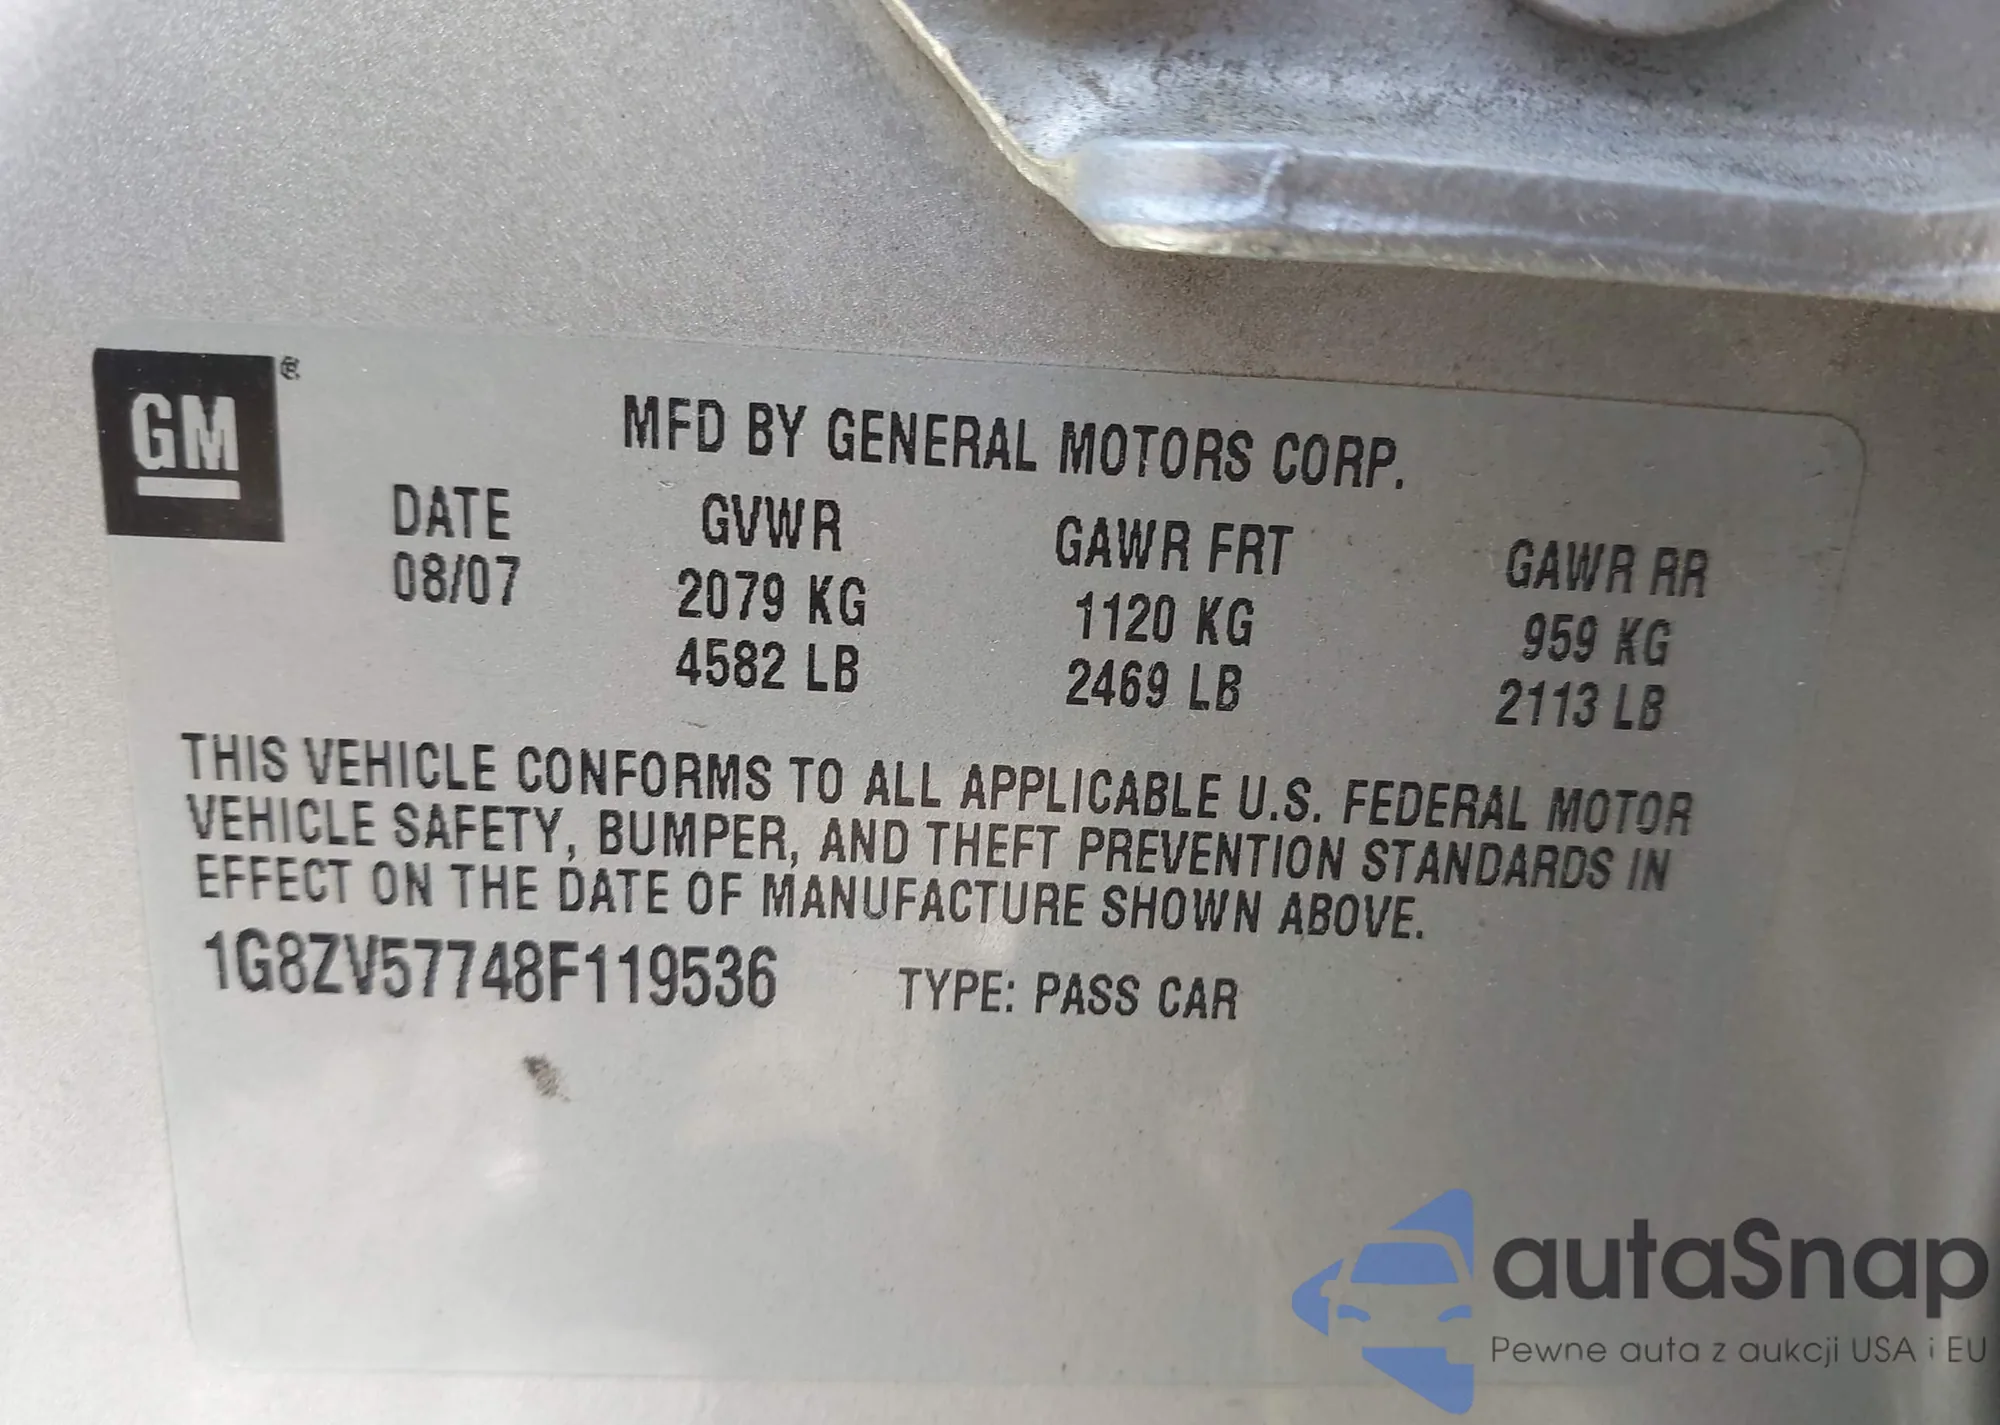 GM®
MFD BY GENERAL MOTORS CORP.
DATE GVWR GAWR FRT GAWR RR
08/07 2079 KG 1120 KG 959 KG
4582 LB 2469 LB 2113 LB
THIS VEHICLE CONFORMS TO ALL APPLICABLE U.S. FEDERAL MOTOR
VEHICLE SAFETY, BUMPER, AND THEFT PREVENTION STANDARDS IN
EFFECT ON THE DATE OF MANUFACTURE SHOWN ABOVE.
1G8ZV57748F119536 TYPE: PASS CAR
autaSnap
Pewne auta z aukcji USA i EU